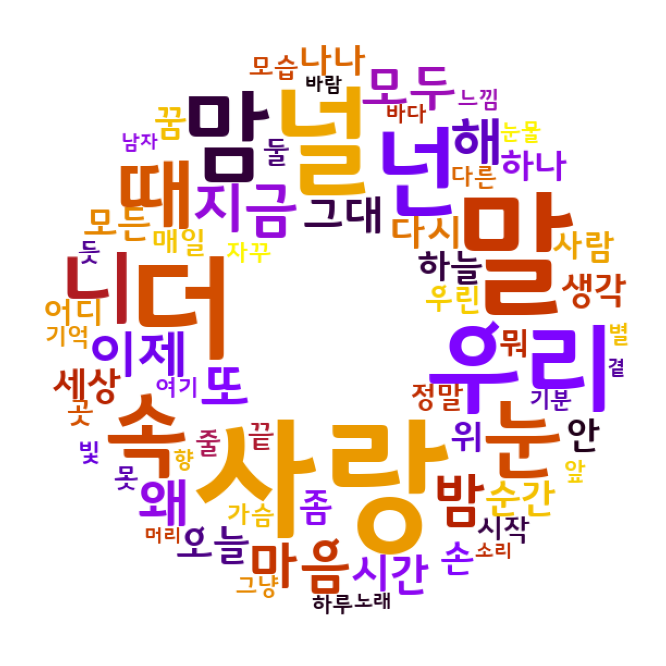 모습 나나
바람
모두 느낌
꿈 맘 널 바다
남자 둘 넌 해 눈물
때 지금 그대 다른 하나
모든 매일 다시 말 사람
듯 자꾸 하늘
니 더 우린 생각
어디
기억 이제 뭐 우리 별
세상 여기 또 정말 기분 곁
곳 속 줄 끝 사랑 위 눈 안
빛 향
못 왜 가슴 좀 밤 순간 앞
머리 오늘 시작
마음 시간 손 소리
그냥
하루 노래